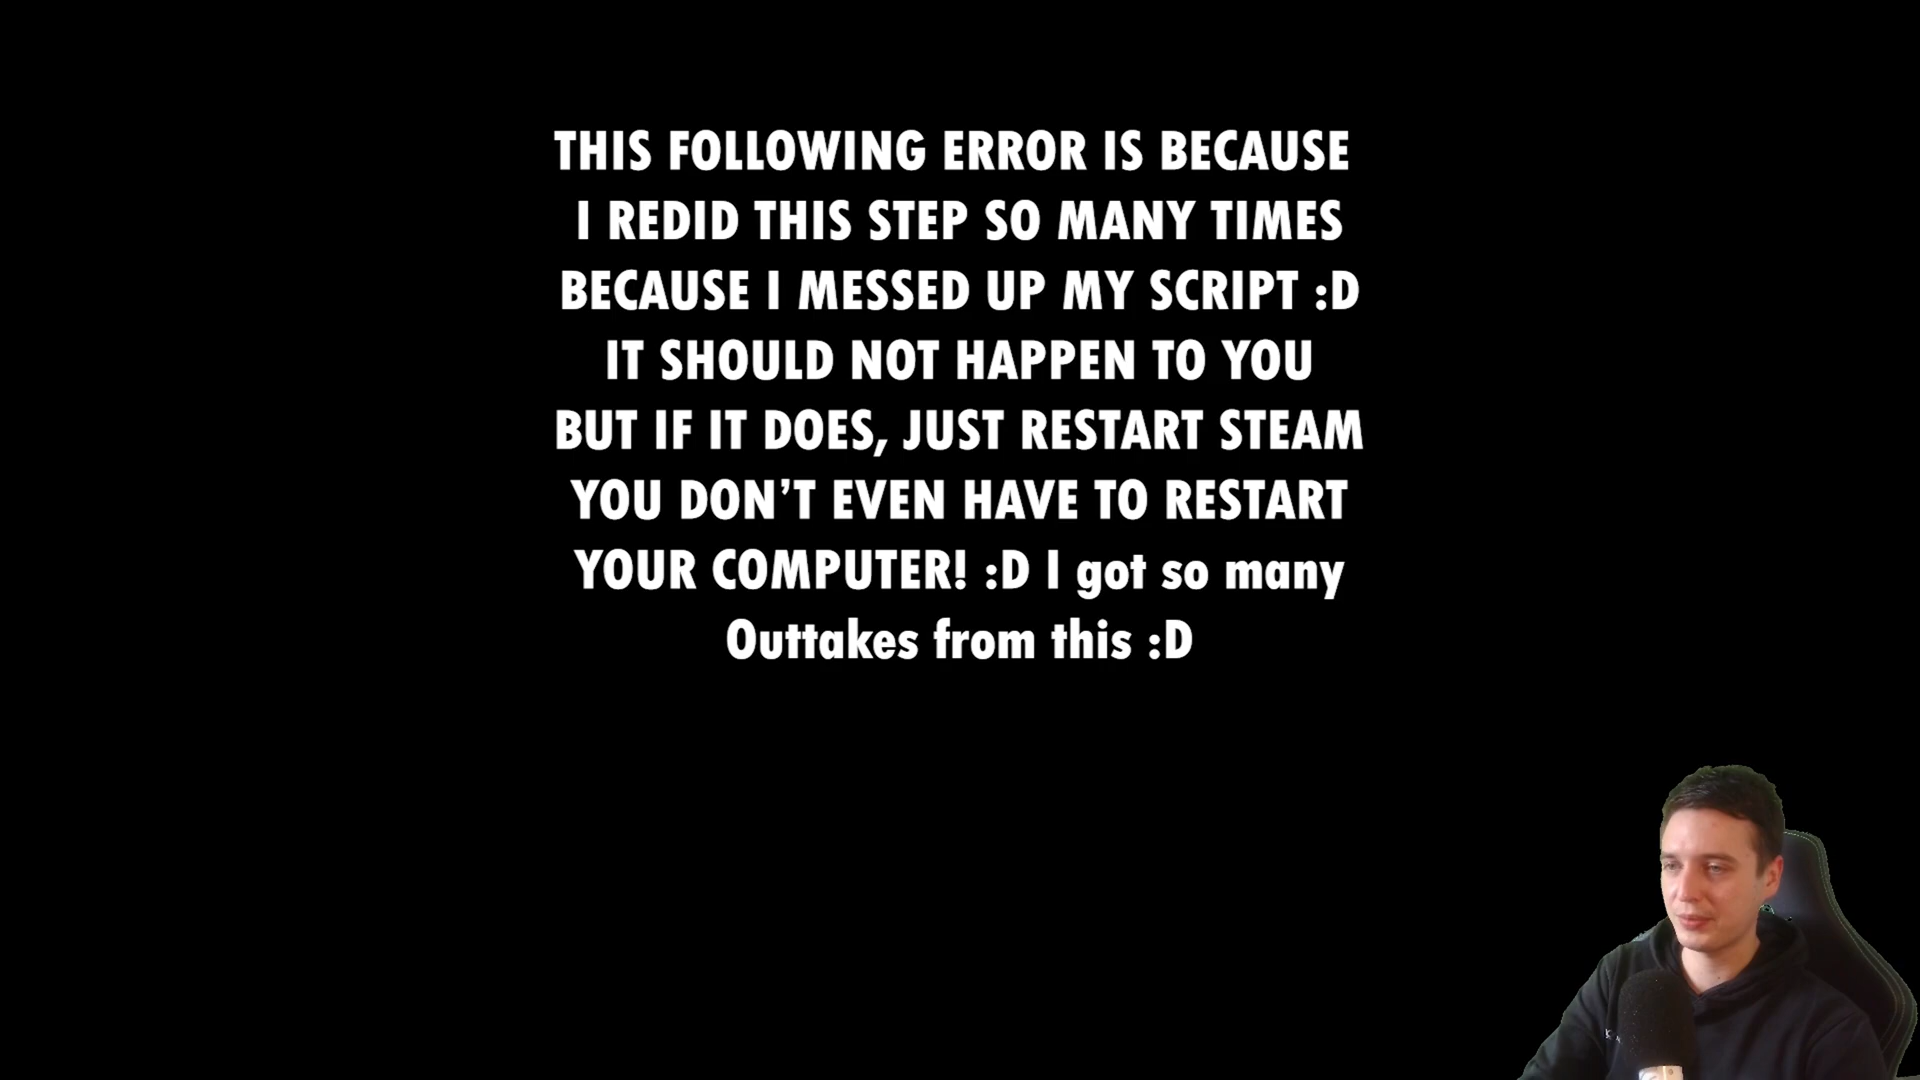 THIS FOLLOWING ERROR IS BECAUSE
I REDID THIS STEP SO MANY TIMES
BECAUSE I MESSED UP MY SCRIPT :D
IT SHOULD NOT HAPPEN TO YOU
BUT IF IT DOES, JUST RESTART STEAM
YOU DON’T EVEN HAVE TO RESTART
YOUR COMPUTER! :D I got so many
Outtakes from this :D